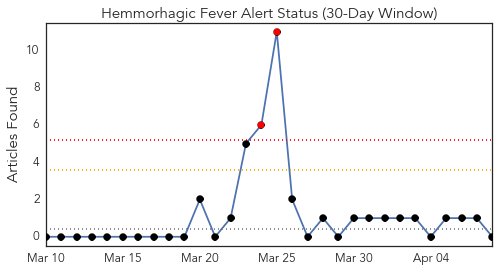 Hemmorhagic Fever Alert Status (30-Day Window)
Articles Found
10
8
6
4
2
0
Mar 10
Mar 15
Mar 20
Mar 25
Mar 30
Apr 04